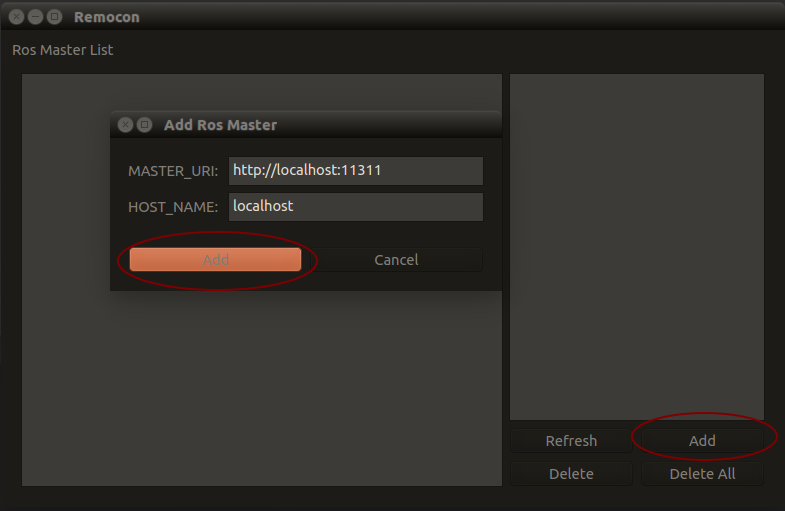 Remocon
Ros Master List
Add Ros Master
MASTER_URI: http://localhost:11311
HOST_NAME: localhost
Add Cancel
Refresh Add
Delete Delete All